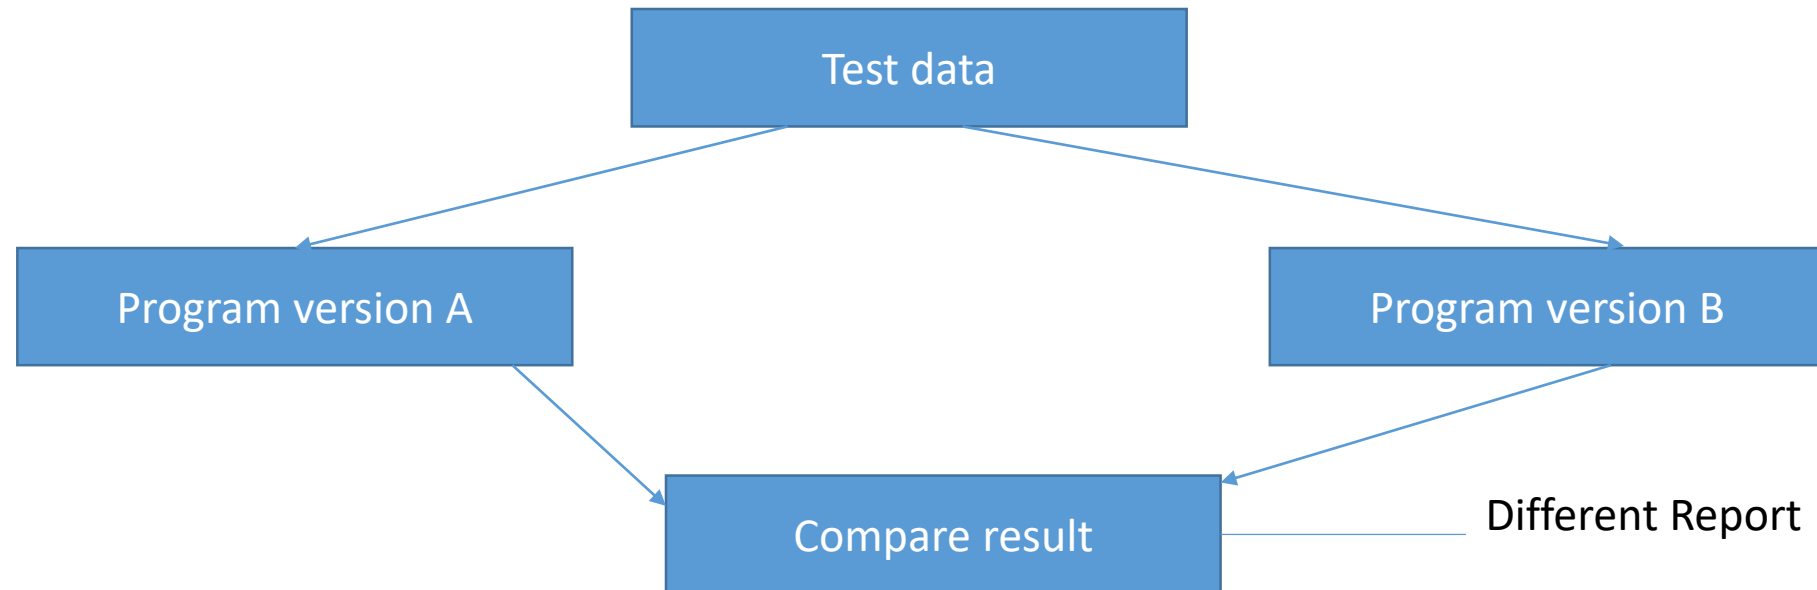 Test data
Program version A
Program version B
Compare result
Different Report